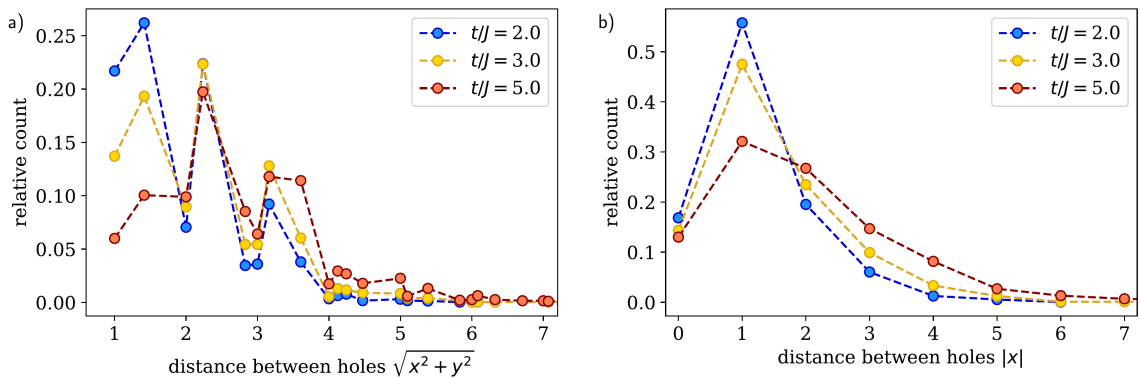 a)
relative count
0.25
0.20
0.15
0.10
0.05
0.00
1 2 3 4 5 6 7
distance between holes √x² + y²
t/J = 2.0
t/J = 3.0
t/J = 5.0
b)
relative count
0.5
0.4
0.3
0.2
0.1
0.0
0 1 2 3 4 5 6 7
distance between holes |x|
t/J = 2.0
t/J = 3.0
t/J = 5.0